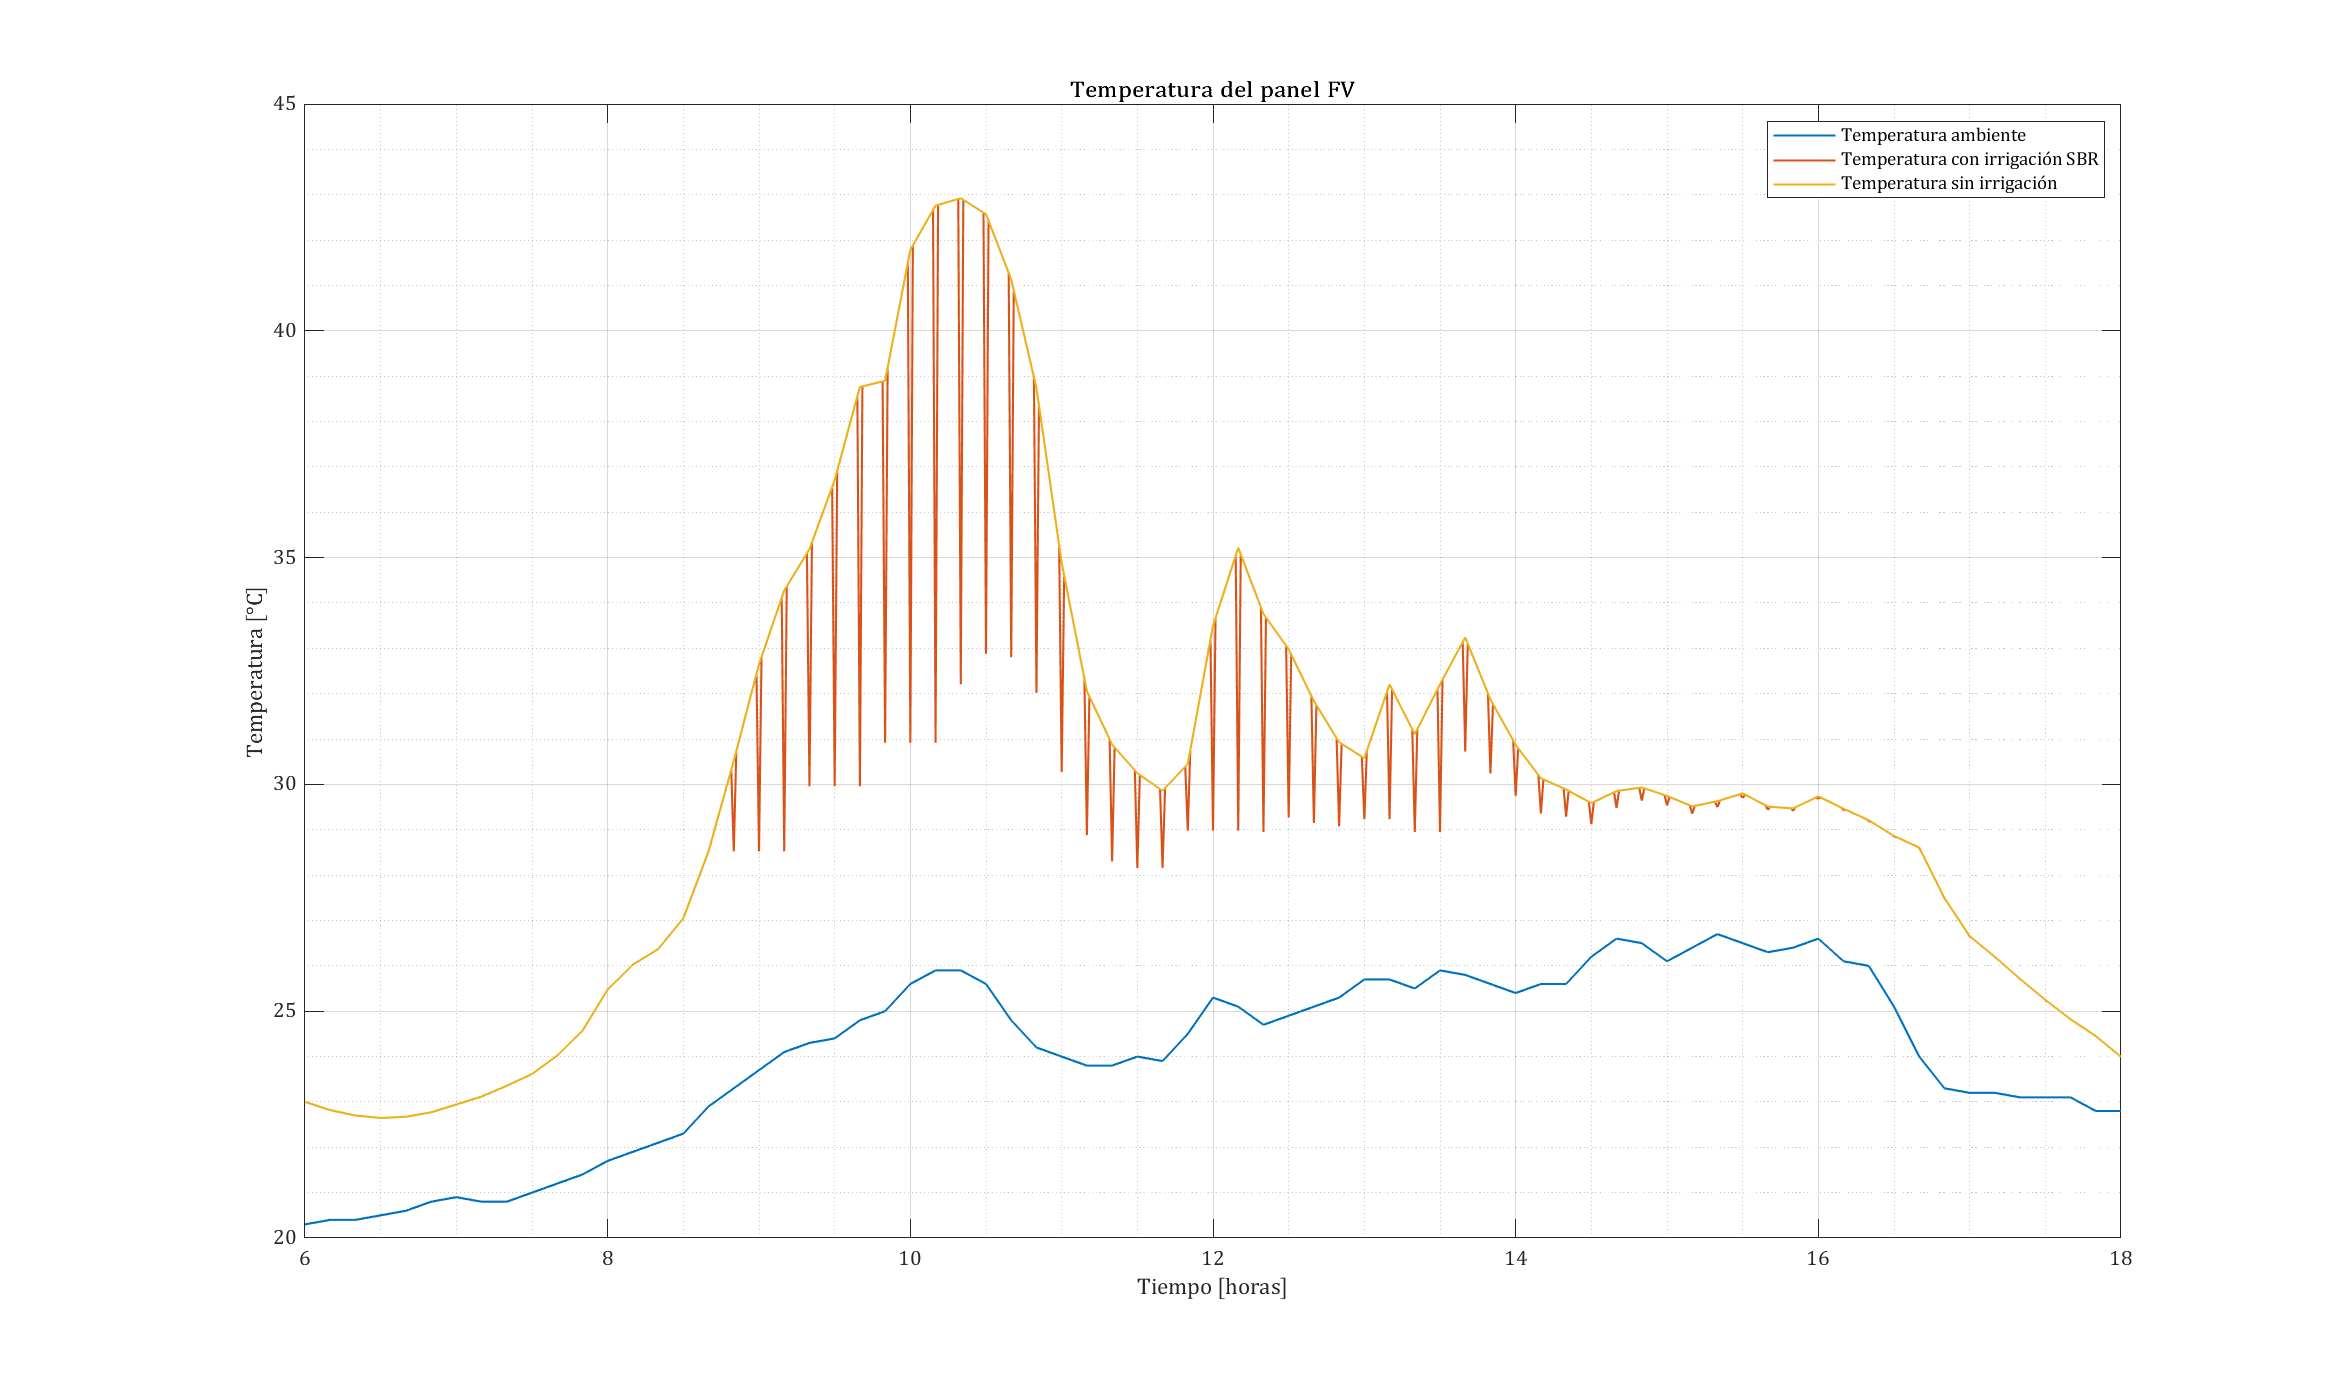 Temperatura del panel FV
45
40
35
30
25
20
Temperatura [°C]
Temperatura ambiente
Temperatura con irrigación SBR
Temperatura sin irrigación
6 8 10 12 14 16 18
Tiempo [horas]